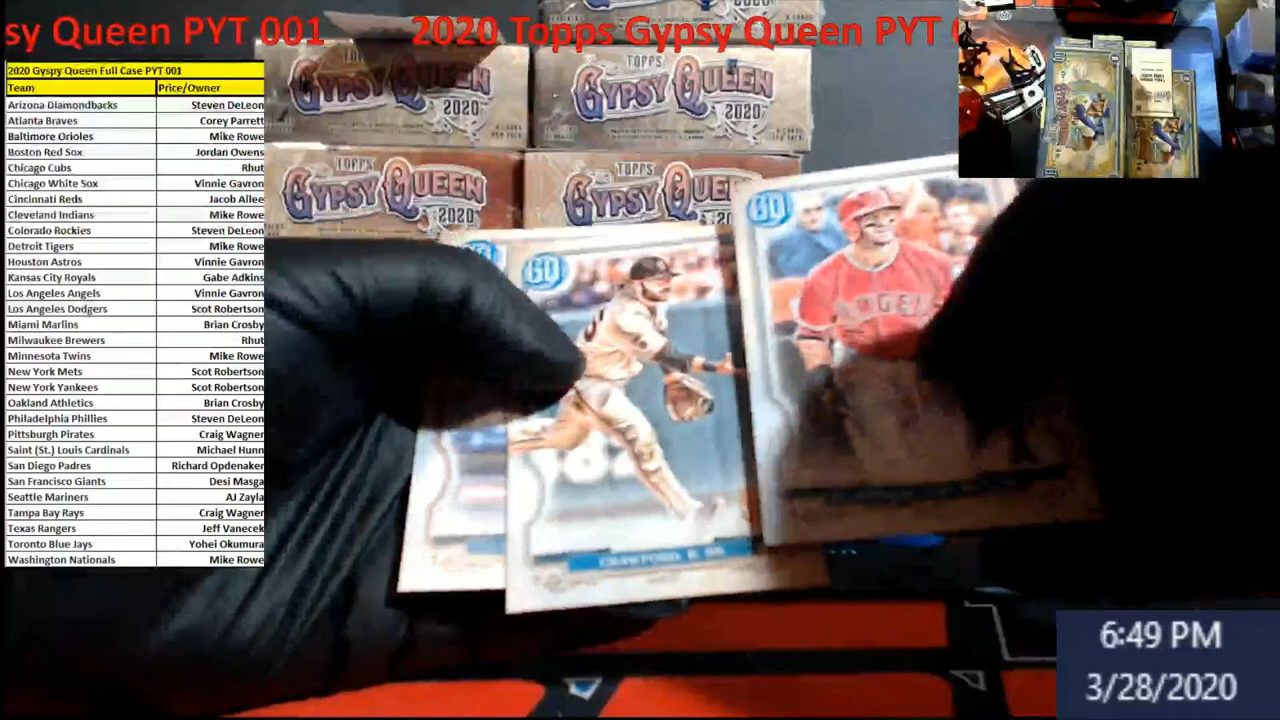 sy Queen PYT 001 2020 Topps Gypsy Queen PYT
2020 Gyspy Queen Full Case PYT 001
Team Price/Owner
Arizona Diamondbacks Steven DeLeon
Atlanta Braves Corey Parrett
Baltimore Orioles Mike Rowe
Boston Red Sox Jordan Owens
Chicago Cubs Rhut
Chicago White Sox Vinnie Gavron
Cincinnati Reds Jacob Allee
Cleveland Indians Mike Rowe
Colorado Rockies Steven DeLeon
Detroit Tigers Mike Rowe
Houston Astros Vinnie Gavron
Kansas City Royals Gabe Adkins
Los Angeles Angels Vinnie Gavron
Los Angeles Dodgers Scot Robertson
Miami Marlins Brian Crosby
Milwaukee Brewers Rhut
Minnesota Twins Mike Rowe
New York Mets Scot Robertson
New York Yankees Scot Robertson
Oakland Athletics Brian Crosby
Philadelphia Phillies Steven DeLeon
Pittsburgh Pirates Craig Wagner
Saint (St.) Louis Cardinals Michael Hunn
San Diego Padres Richard Opdenaker
San Francisco Giants Desi Masga
Seattle Mariners AJ Zayla
Tampa Bay Rays Craig Wagner
Texas Rangers Jeff Vanecek
Toronto Blue Jays Yohei Okumura
Washington Nationals Mike Rowe
GYPSY QUEEN
2020
TOPPS
GYPSY QUEEN
2020
TOPPS
GYPSY QUEEN
2020
TOPPS
GYPSY QUEEN
GQ
GQ
ANGEL
6:49 PM
3/28/2020